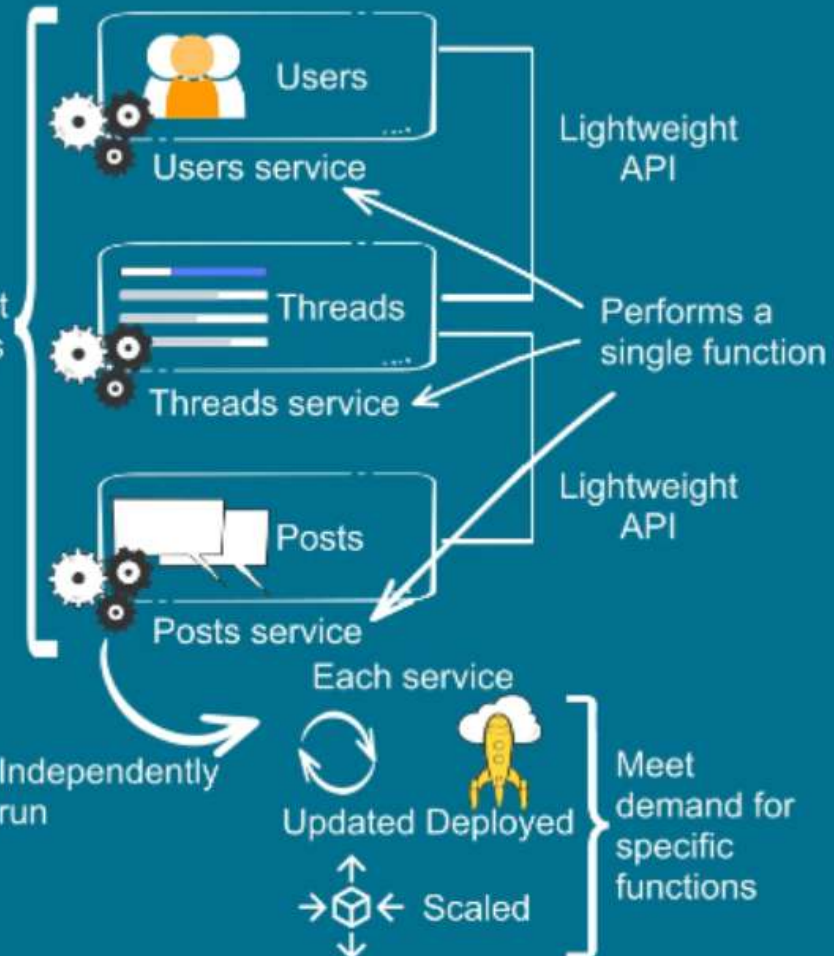 Users
Lightweight
API
Users service
Threads
Performs a
single function
Threads service
Lightweight
API
Posts
Posts service
Each service
Independently
run
Updated Deployed
Meet
demand for
specific
functions
Scaled